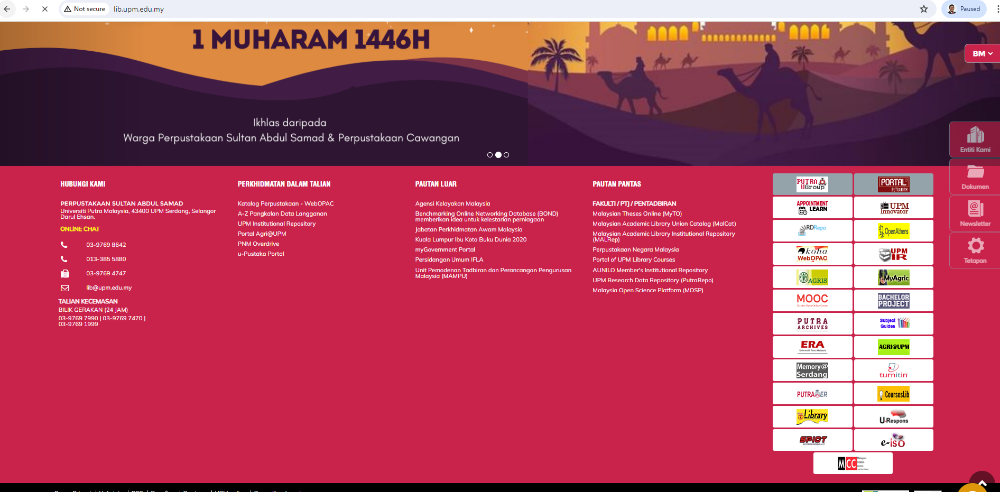 Not secure
lib.upm.edu.my
Paused
1 MUHARAM 1446H
BM
Ikhlas daripada
Warga Perpustakaan Sultan Abdul Samad & Perpustakaan Cawangan
Entiti Kami
Dokumen
Newsletter
Tetapan
HUBUNGI KAMI
PERPUSTAKAAN SULTAN ABDUL SAMAD
Universiti Putra Malaysia, 43400 UPM Serdang, Selangor
Darul Ehsan.
ONLINE CHAT
03-9769 8642
013-385 5880
03-9769 4747
lib@upm.edu.my
TALIAN KECEMASAN
BILIK GERAKAN (24 JAM)
03-9769 7990 | 03-9769 7470 |
03-9769 1999
PERKHIDMATAN DALAM TALIAN
Katalog Perpustakaan - WebOPAC
A-Z Pangkalan Data Langganan
UPM Institutional Repository
Portal Agri@UPM
PNM Overdrive
u-Pustaka Portal
PAUTAN LUAR
Agensi Kelayakan Malaysia
Benchmarking Online Networking Database (BOND)
memberikan idea untuk kelestarian perniagaan
Jabatan Perkhidmatan Awam Malaysia
Kuala Lumpur Ibu Kota Buku Dunia 2020
myGovernment Portal
Persidangan Umum IFLA
Unit Pemodenan Tadbiran dan Perancangan Pengurusan
Malaysia (MAMPU)
PAUTAN PANTAS
FAKULTI / PTJ / PENTADBIRAN
Malaysian Theses Online (MyTO)
Malaysian Academic Library Union Catalog (MalCat)
Malaysian Academic Library Institutional Repository
(MALRep)
Perpustakaan Negara Malaysia
Portal of UPM Library Courses
AUNILO Member's Institutional Repository
UPM Research Data Repository (PutraRepo)
Malaysia Open Science Platform (MOSP)
PUTRA
UGroup
PORTAL
PUTRA UPM
APPOINTMENT
LEARN
UPM
Innovator
RDRepo
OpenAthens
koha
WebOPAC
UPM
IR
AGRIS
MyAgric
MOOC
BACHELOR
PROJECT
PUTRA
ARCHIVES
Subject
Guides
ERA
Universiti Putra Malaysia
AGRI@UPM
Memory@
Serdang
turnitin
PUTRA ER
CoursesLib
Library
U-Respons
SPIOT
e-iso
MCC
Malaysian
Citation
Centre